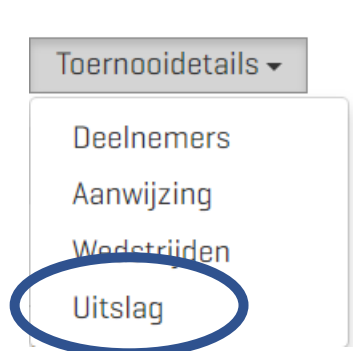 Toernooidetails
Deelnemers
Aanwijzing
Wedstrijden
Uitslag